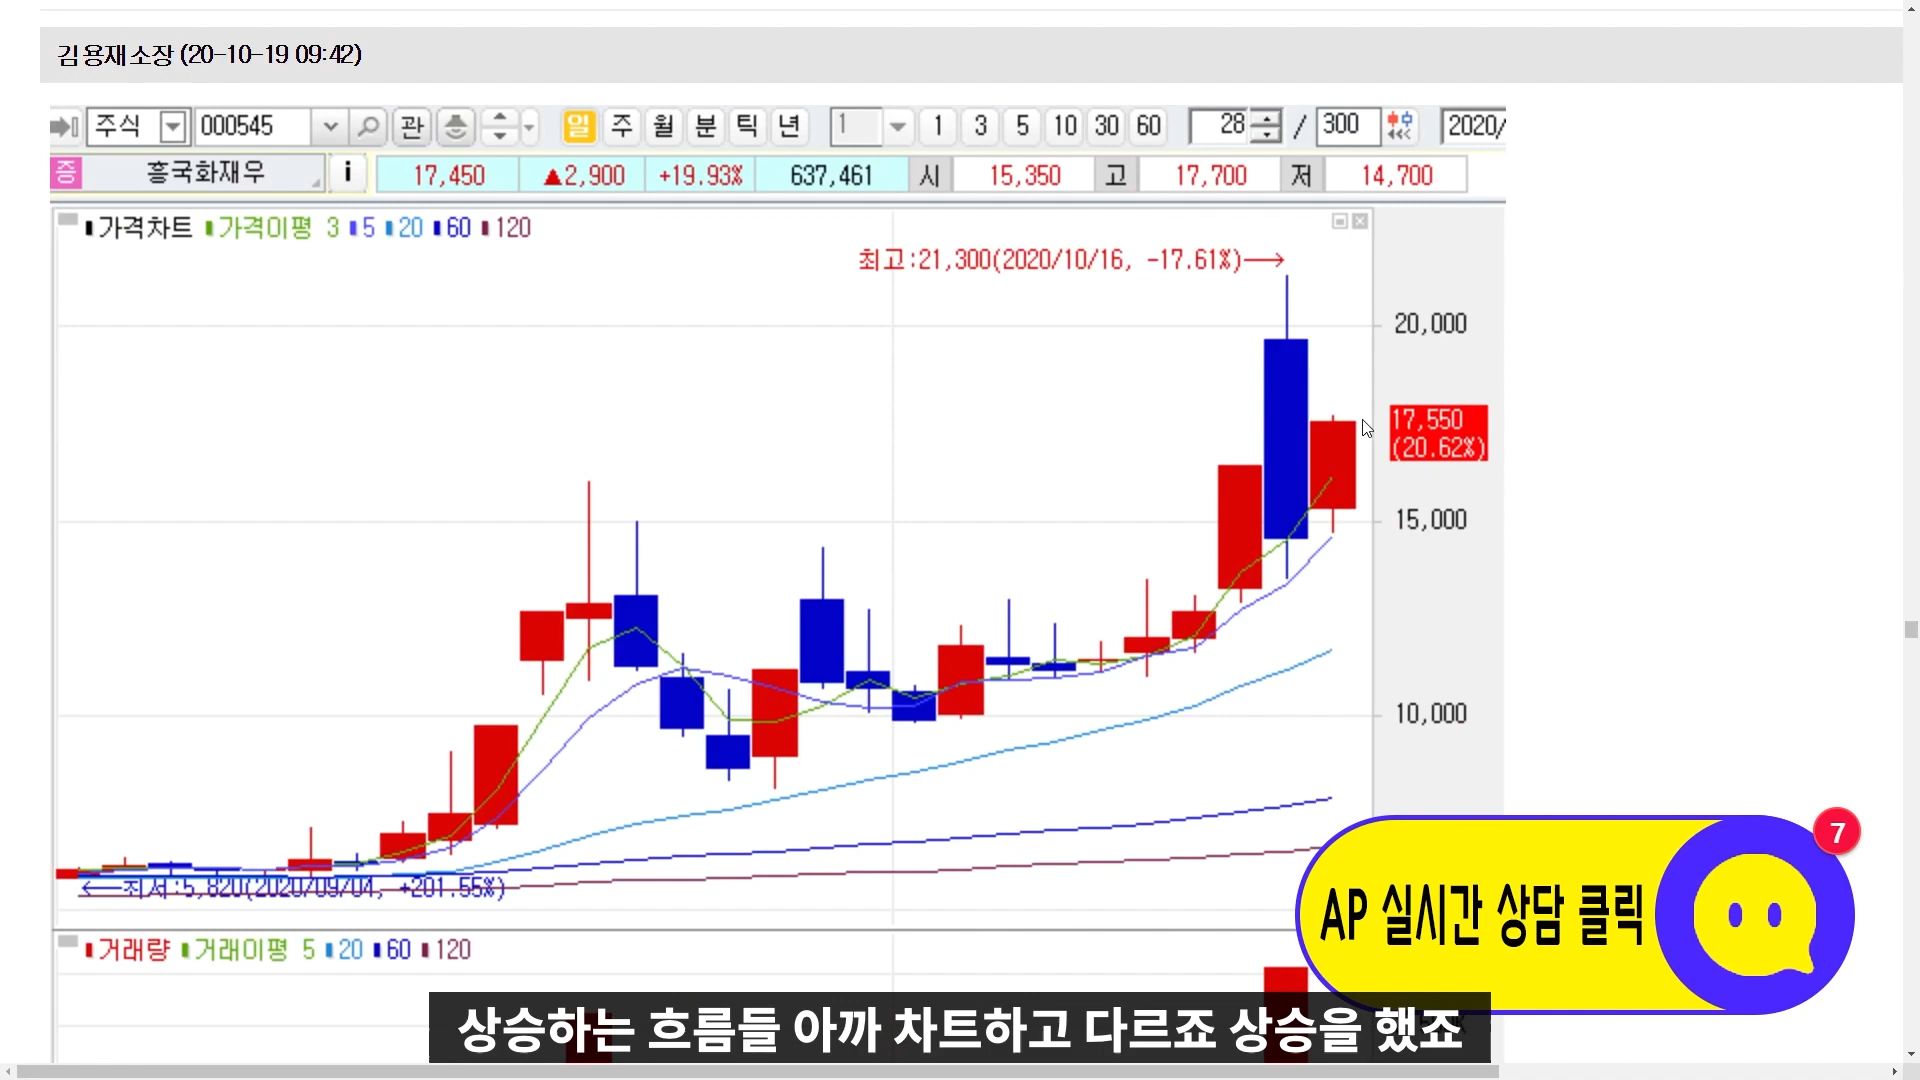 김용재소장 (20-10-19 09:42)
주식 000545 관 일 주 월 분 틱 년 1 1 3 5 10 30 60 28 / 300 2020/
증 흥국화재우 i 17,450 ▲2,900 +19.93% 637,461 시 15,350 고 17,700 저 14,700
가격차트 가격이평 3 5 20 60 120
최고:21,300(2020/10/16, -17.61%)→
20,000
17,550
(20.62%)
15,000
10,000
←최저:5,820(2020/09/04, +201.55%)
7
AP 실시간 상담 클릭
거래량 거래이평 5 20 60 120
상승하는 흐름들 아까 차트하고 다르죠 상승을 했죠